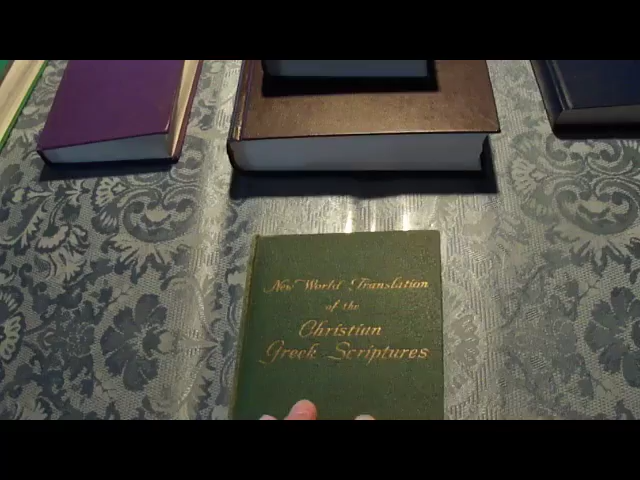 New World Translation
of the
Christian
Greek Scriptures